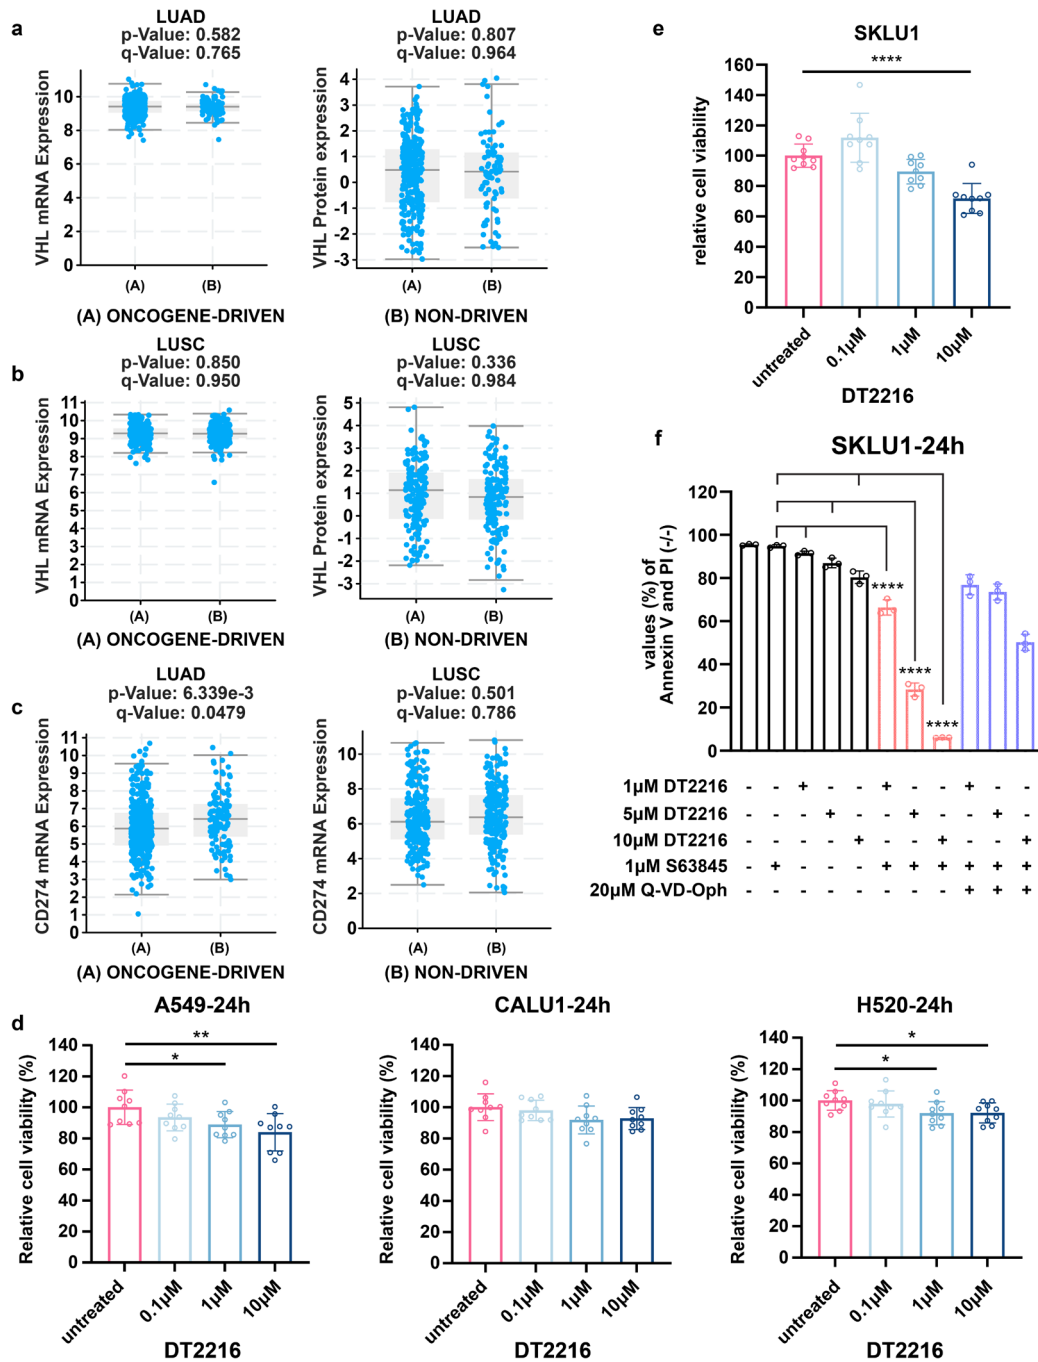 a
LUAD
p-Value: 0.582
q-Value: 0.765
VHL mRNA Expression
10
8
6
4
2
0
(A)
(B)
LUAD
p-Value: 0.807
q-Value: 0.964
VHL Protein expression
4
3
2
1
0
-1
-2
-3
(A)
(B)
(A) ONCOGENE-DRIVEN
(B) NON-DRIVEN
b
LUSC
p-Value: 0.850
q-Value: 0.950
VHL mRNA Expression
11
10
9
8
7
6
5
4
3
2
1
0
(A)
(B)
LUSC
p-Value: 0.336
q-Value: 0.984
VHL Protein expression
5
4
3
2
1
0
-1
-2
-3
(A)
(B)
(A) ONCOGENE-DRIVEN
(B) NON-DRIVEN
c
LUAD
p-Value: 6.339e-3
q-Value: 0.0479
CD274 mRNA Expression
11
10
9
8
7
6
5
4
3
2
1
0
(A)
(B)
LUSC
p-Value: 0.501
q-Value: 0.786
CD274 mRNA Expression
10
8
6
4
2
0
(A)
(B)
(A) ONCOGENE-DRIVEN
(B) NON-DRIVEN
d
A549-24h
Relative cell viability (%)
140
120
100
80
60
40
20
0
**
*
untreated
0.1µM
1µM
10µM
DT2216
CALU1-24h
Relative cell viability (%)
140
120
100
80
60
40
20
0
untreated
0.1µM
1µM
10µM
DT2216
H520-24h
Relative cell viability (%)
140
120
100
80
60
40
20
0
*
*
untreated
0.1µM
1µM
10µM
DT2216
e
SKLU1
relative cell viability
160
140
120
100
80
60
40
20
0
****
untreated
0.1µM
1µM
10µM
DT2216
f
SKLU1-24h
values (%) of
Annexin V and PI (-/-)
120
100
80
60
40
20
0
****
****
****
1µM DT2216 - - + - - + - - + - -
5µM DT2216 - - - + - - + - - + -
10µM DT2216 - - - - + - - + - - +
1µM S63845 - + - - - + + + + + +
20µM Q-VD-Oph - - - - - - - - + + +